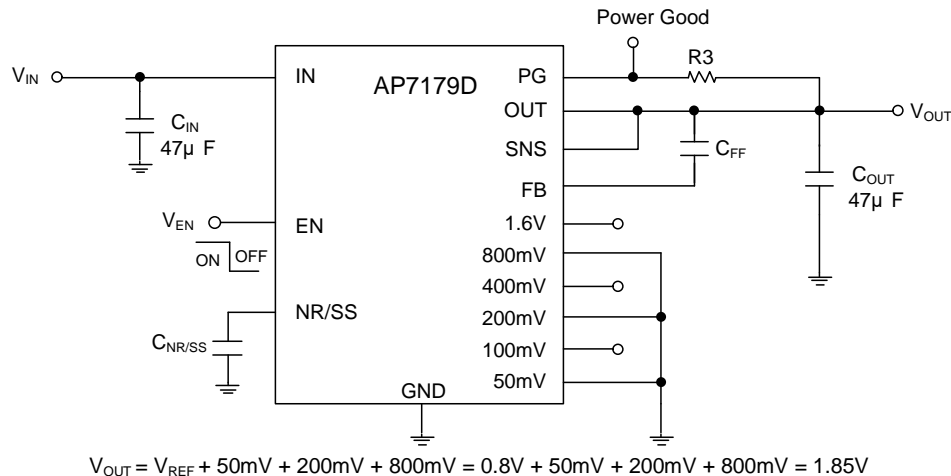 Power Good
R3
V_IN
IN
AP7179D
PG
OUT
V_OUT
C_IN
47µ F
SNS
C_FF
FB
C_OUT
47µ F
V_EN
EN
1.6V
ON
OFF
800mV
400mV
NR/SS
200mV
C_NR/SS
100mV
50mV
GND
V_OUT = V_REF + 50mV + 200mV + 800mV = 0.8V + 50mV + 200mV + 800mV = 1.85V